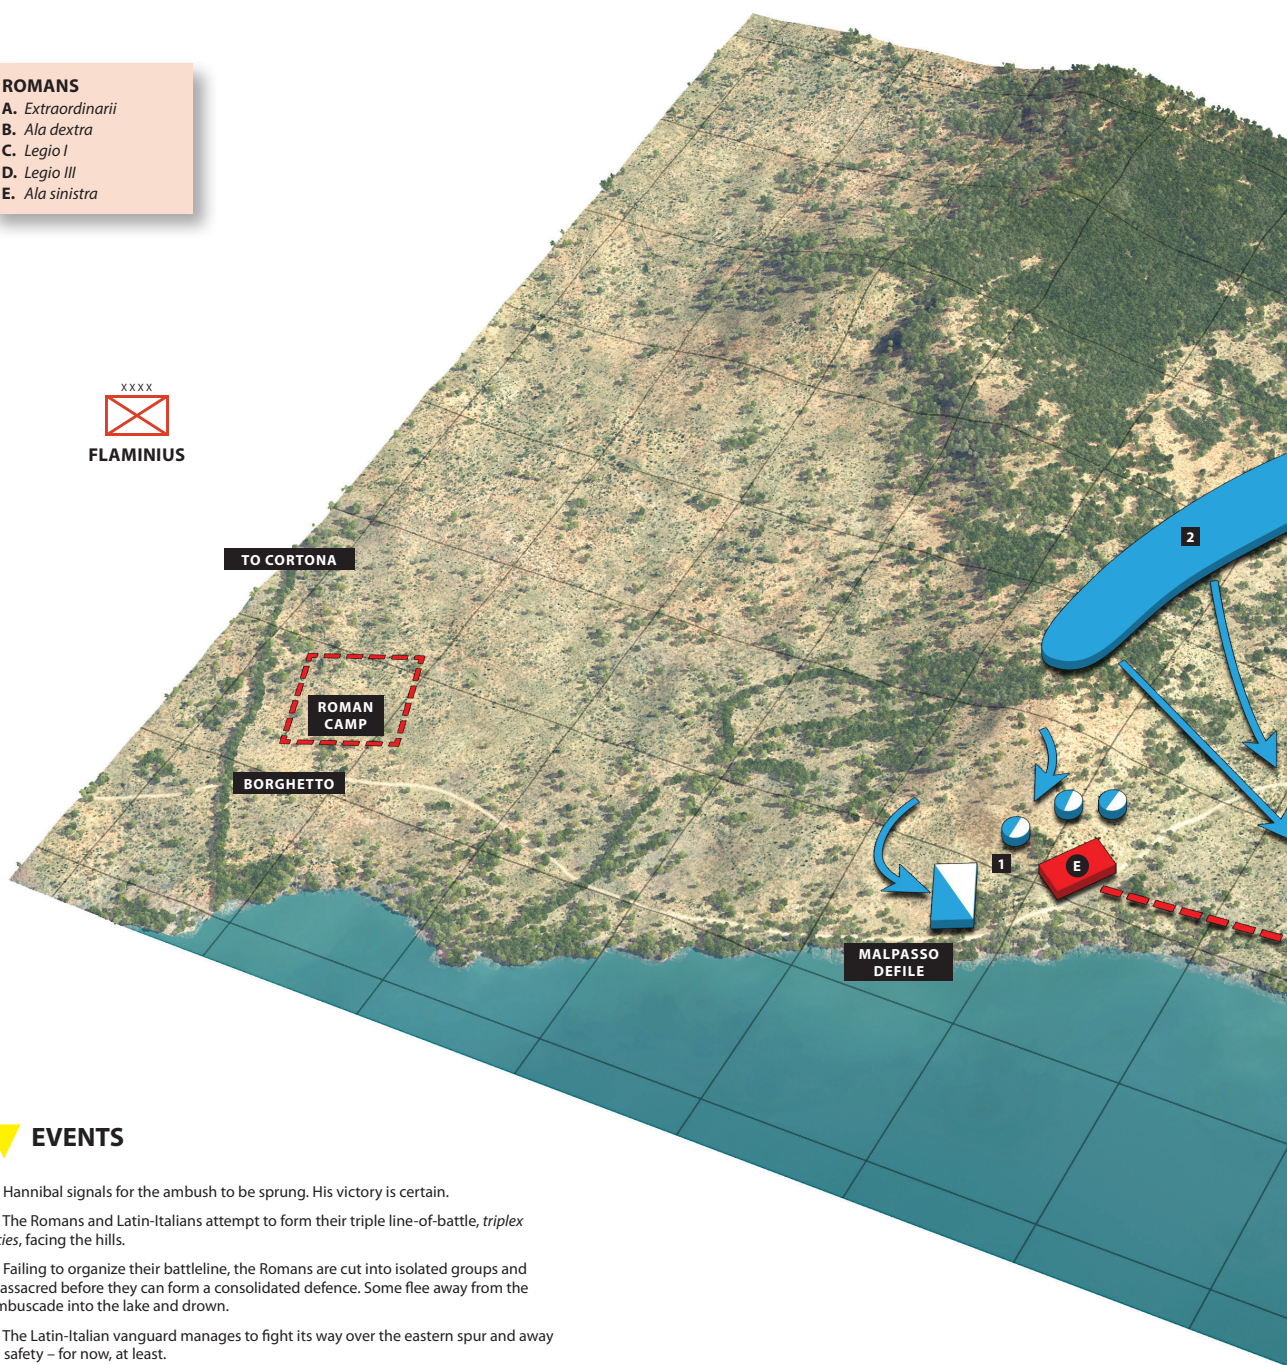 ROMANS
A. Extraordinarii
B. Ala dextra
C. Legio I
D. Legio III
E. Ala sinistra
xxxx
FLAMINIUS
TO CORTONA
2
ROMAN
CAMP
BORGHETTO
1
E
MALPASSO
DEFILE
EVENTS
Hannibal signals for the ambush to be sprung. His victory is certain.
The Romans and Latin-Italians attempt to form their triple line-of-battle, triplex
cies, facing the hills.
Failing to organize their battleline, the Romans are cut into isolated groups and
assacred before they can form a consolidated defence. Some flee away from the
mbuscade into the lake and drown.
The Latin-Italian vanguard manages to fight its way over the eastern spur and away
safety – for now, at least.